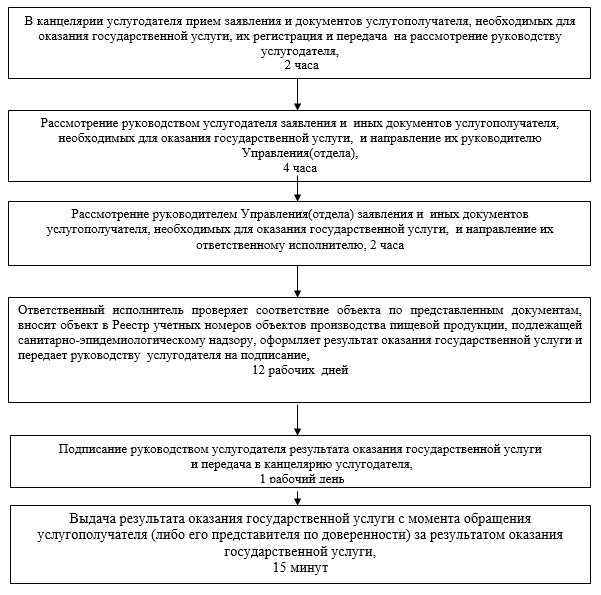 В канцелярии услугодателя прием заявления и документов услугополучателя, необходимых для
оказания государственной услуги, их регистрация и передача на рассмотрение руководству
услугодателя,
2 часа
Рассмотрение руководством услугодателя заявления и иных документов услугополучателя,
необходимых для оказания государственной услуги, и направление их руководителю
Управления(отдела),
4 часа
Рассмотрение руководителем Управления(отдела) заявления и иных документов
услугополучателя, необходимых для оказания государственной услуги, и направление их
ответственному исполнителю, 2 часа
Ответственный исполнитель проверяет соответствие объекта по представленным документам,
вносит объект в Реестр учетных номеров объектов производства пищевой продукции, подлежащей
санитарно-эпидемиологическому надзору, оформляет результат оказания государственной услуги и
передает руководству услугодателя на подписание,
12 рабочих дней
Подписание руководством услугодателя результата оказания государственной услуги
и передача в канцелярию услугодателя,
1 рабочий день
Выдача результата оказания государственной услуги с момента обращения
услугополучателя (либо его представителя по доверенности) за результатом оказания
государственной услуги,
15 минут